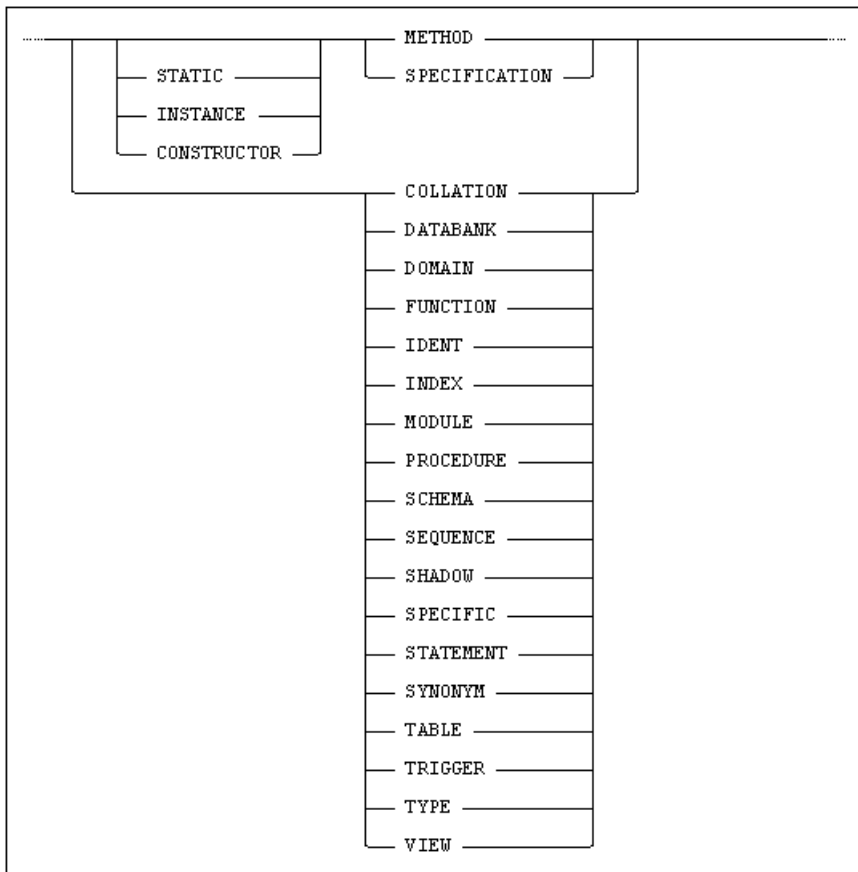 METHOD
STATIC SPECIFICATION
INSTANCE
CONSTRUCTOR
COLLATION
DATABANK
DOMAIN
FUNCTION
IDENT
INDEX
MODULE
PROCEDURE
SCHEMA
SEQUENCE
SHADOW
SPECIFIC
STATEMENT
SYNONYM
TABLE
TRIGGER
TYPE
VIEW